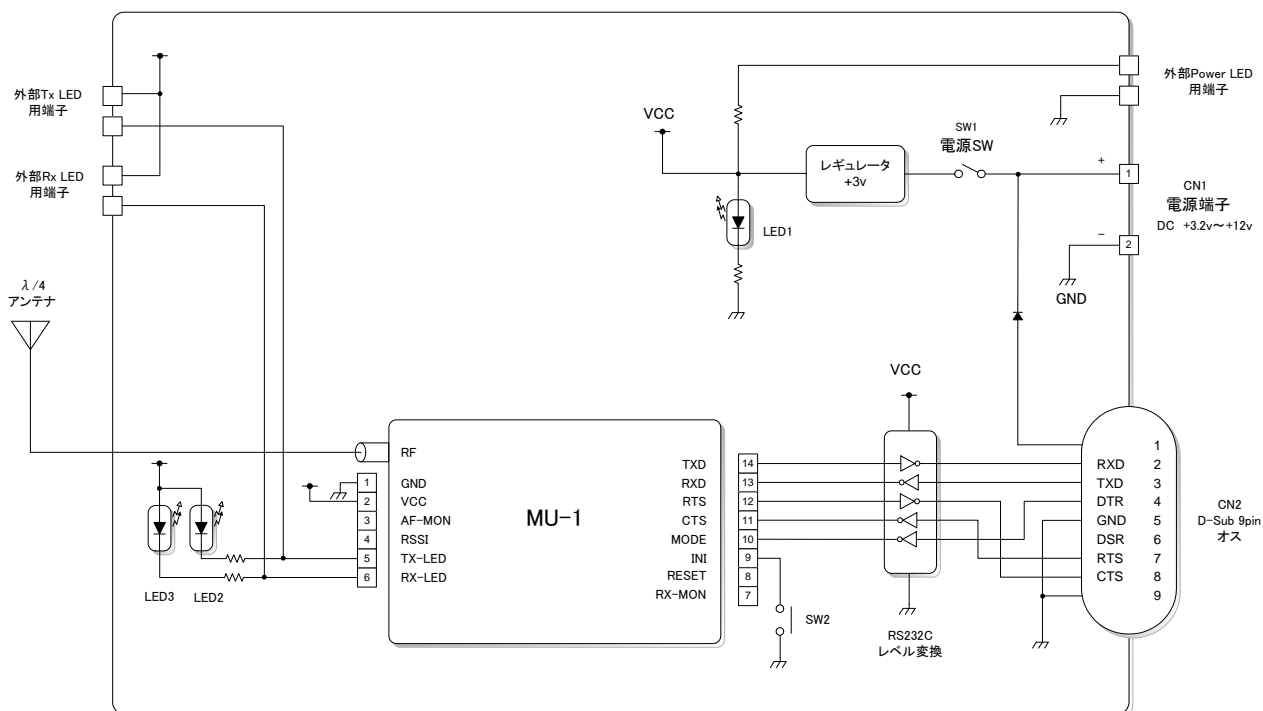 外部Tx LED
用端子
外部Rx LED
用端子
外部Power LED
用端子
VCC
SW1
電源SW
レギュレータ
+3v
LED1
+
1
CN1
電源端子
DC +3.2v～+12v
−
2
GND
λ/4
アンテナ
VCC
RF
MU-1
1 GND
2 VCC
3 AF-MON
4 RSSI
5 TX-LED
6 RX-LED
TXD 14
RXD 13
RTS 12
CTS 11
MODE 10
INI 9
RESET 8
RX-MON 7
LED3
LED2
SW2
RS232C
レベル変換
1
RXD 2
TXD 3
DTR 4
GND 5
DSR 6
RTS 7
CTS 8
9
CN2
D-Sub 9pin
オス